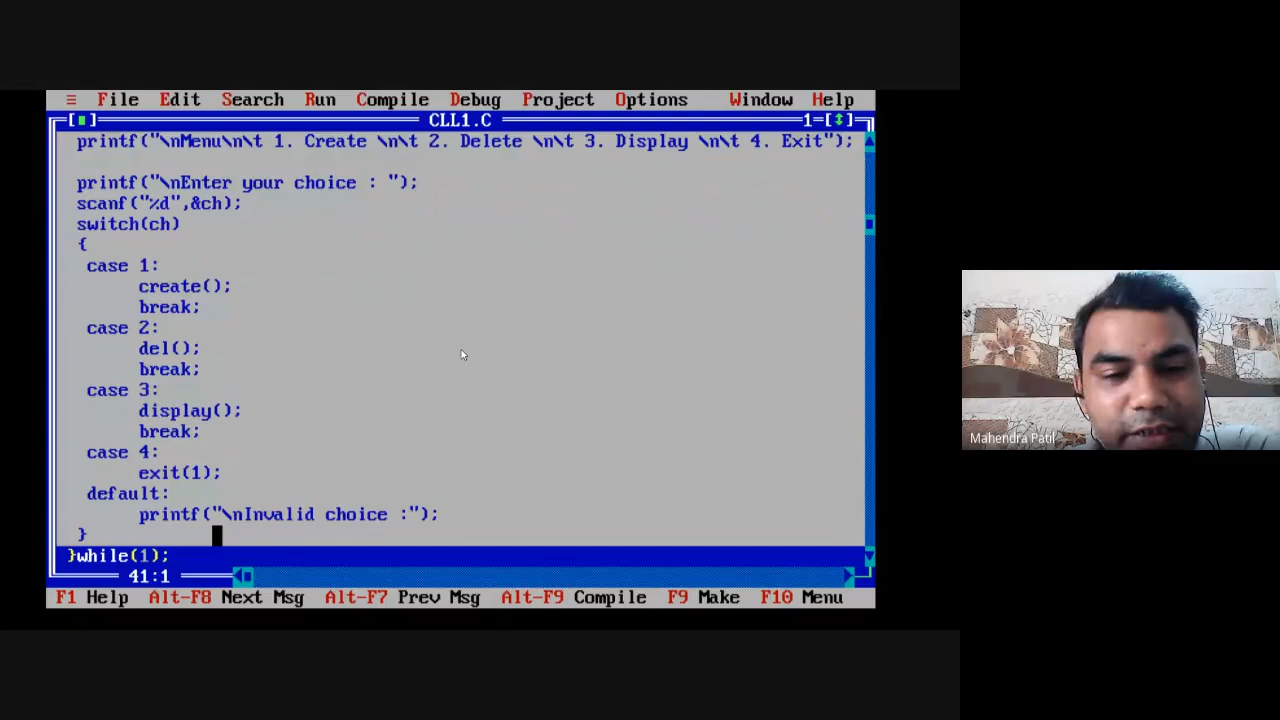 ≡ File Edit Search Run Compile Debug Project Options Window Help
[■] CLL1.C 1=[↕]
printf("\nMenu\n\t 1. Create \n\t 2. Delete \n\t 3. Display \n\t 4. Exit");
printf("\nEnter your choice : ");
scanf("%d",&ch);
switch(ch)
{
case 1:
create();
break;
case 2:
del();
break;
case 3:
display();
break;
case 4:
exit(1);
default:
printf("\nInvalid choice :");
}
}while(1);
41:1
F1 Help Alt-F8 Next Msg Alt-F7 Prev Msg Alt-F9 Compile F9 Make F10 Menu
Mahendra Patil